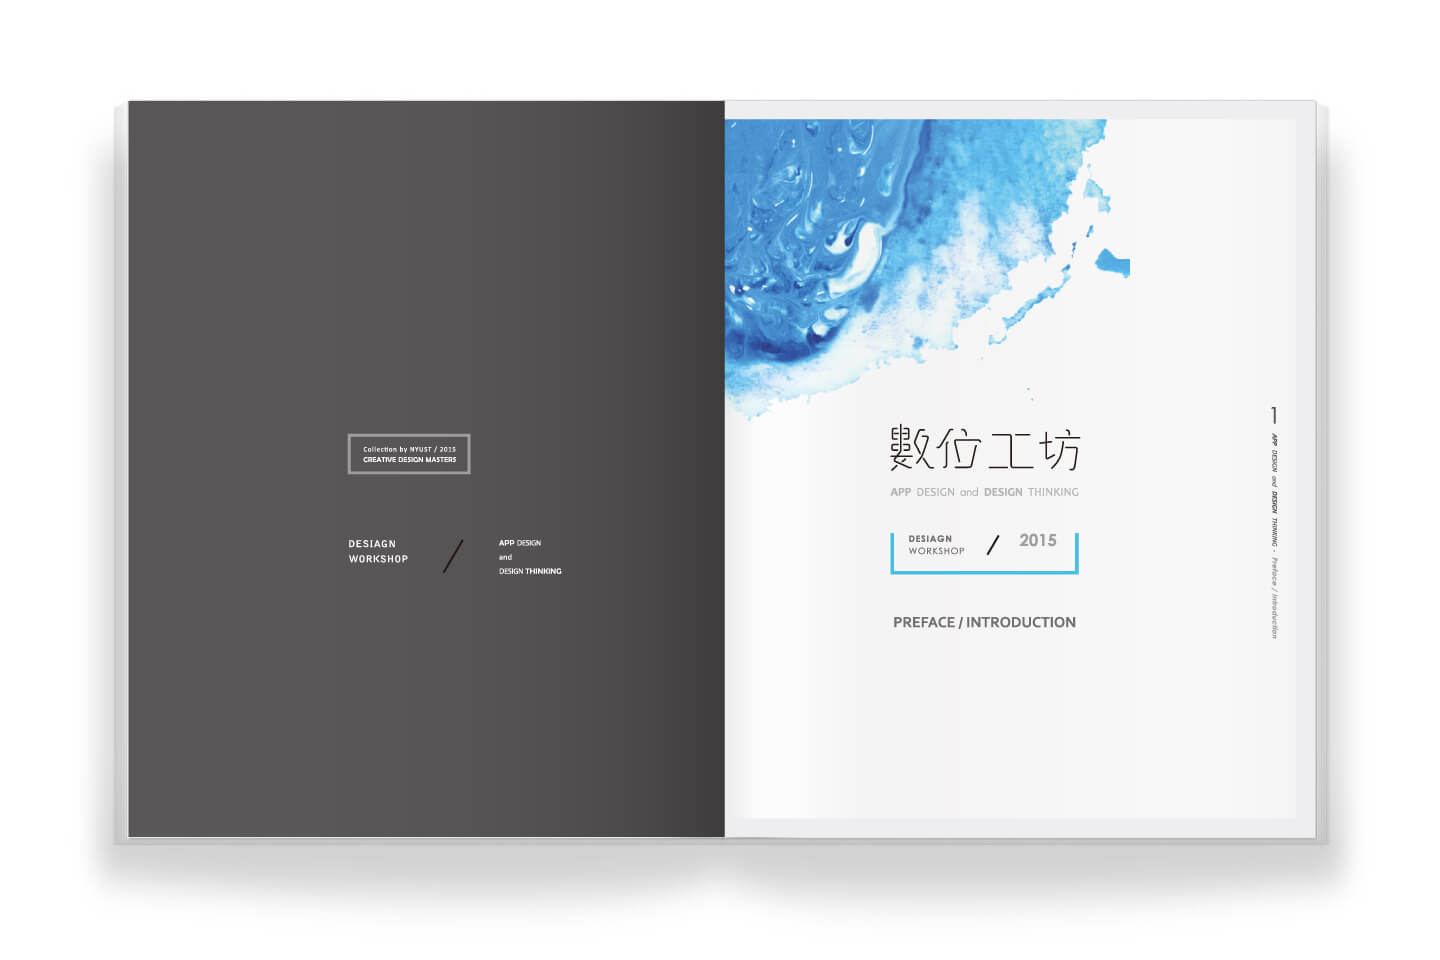 Collection by NYUST / 2015
CREATIVE DESIGN MASTERS
DESIAGN
WORKSHOP
/
APP DESIGN
and
DESIGN THINKING
數位工坊
APP DESIGN and DESIGN THINKING
DESIAGN
WORKSHOP
/
2015
PREFACE / INTRODUCTION
1
APP DESIGN and DESIGN THINKING - Preface / Introduction